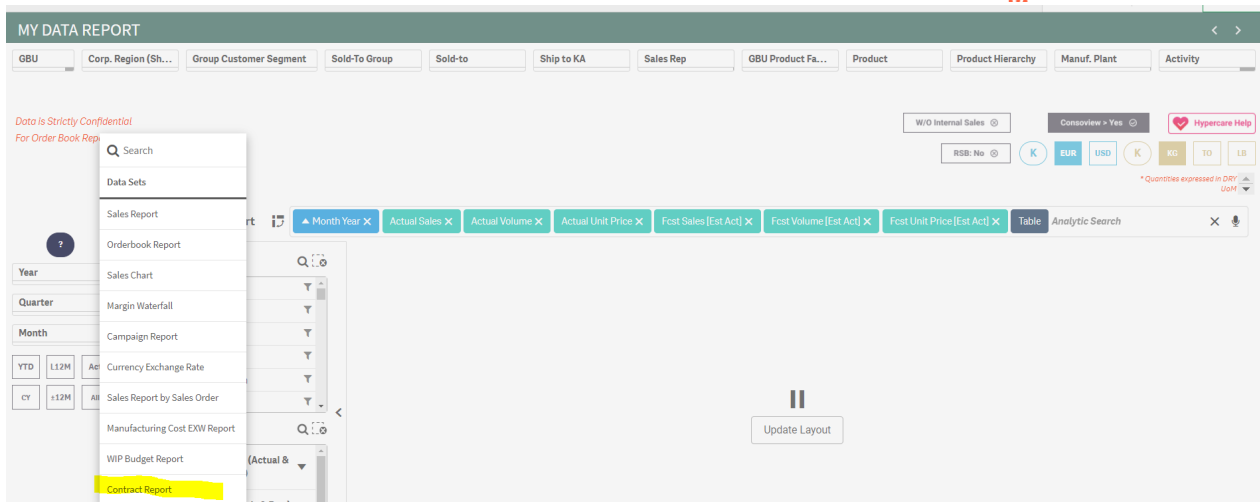 MY DATA REPORT
GBU
Corp. Region (Sh...
Group Customer Segment
Sold-To Group
Sold-to
Ship to KA
Sales Rep
GBU Product Fa...
Product
Product Hierarchy
Manuf. Plant
Activity
Data is Strictly Confidential
For Order Book Rep
W/O Internal Sales
Consoview > Yes
Hypercare Help
RSB: No
K
EUR
USD
K
KG
TO
LB
* Quantities expressed in DRY
UoM
Search
Data Sets
Sales Report
Orderbook Report
Sales Chart
Margin Waterfall
Campaign Report
Currency Exchange Rate
Sales Report by Sales Order
Manufacturing Cost EXW Report
WIP Budget Report
Contract Report
Month Year
Actual Sales
Actual Volume
Actual Unit Price
Fcst Sales [Est Act]
Fcst Volume [Est Act]
Fcst Unit Price [Est Act]
Table
Analytic Search
?
Year
Quarter
Month
YTD
L12M
CY
±12M
(Actual &
Update Layout